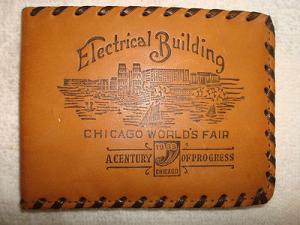 Electrical Building
CHICAGO WORLD'S FAIR
1933
A CENTURY OF PROGRESS
CHICAGO